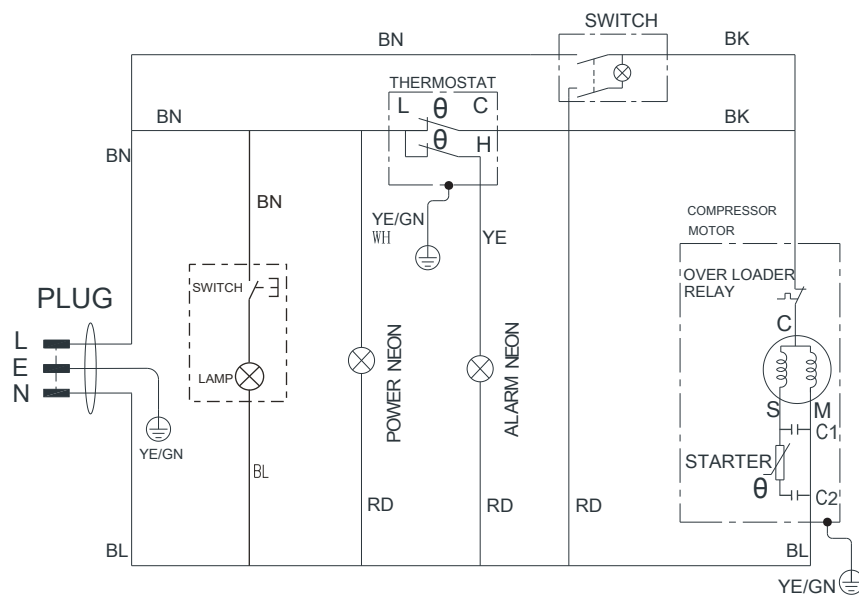 SWITCH
BN
BK
THERMOSTAT
L θ C
BN
BK
θ H
BN
BN
YE/GN
WH
YE
COMPRESSOR
MOTOR
OVER LOADER
RELAY
SWITCH
PLUG
C
L
E
N
LAMP
POWER NEON
ALARM NEON
S
M
C1
YE/GN
STARTER
θ
C2
BL
RD
RD
RD
BL
BL
YE/GN